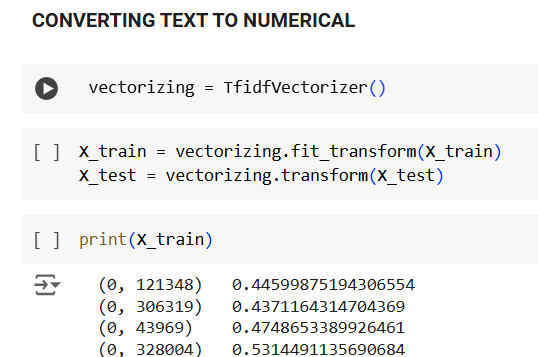 CONVERTING TEXT TO NUMERICAL
vectorizing = TfidfVectorizer()
[ ] X_train = vectorizing.fit_transform(X_train)
X_test = vectorizing.transform(X_test)
[ ] print(X_train)
(0, 121348) 0.44599875194306554
(0, 306319) 0.4371164314704369
(0, 43969) 0.4748653389926461
(0, 328004) 0.5314491135690684